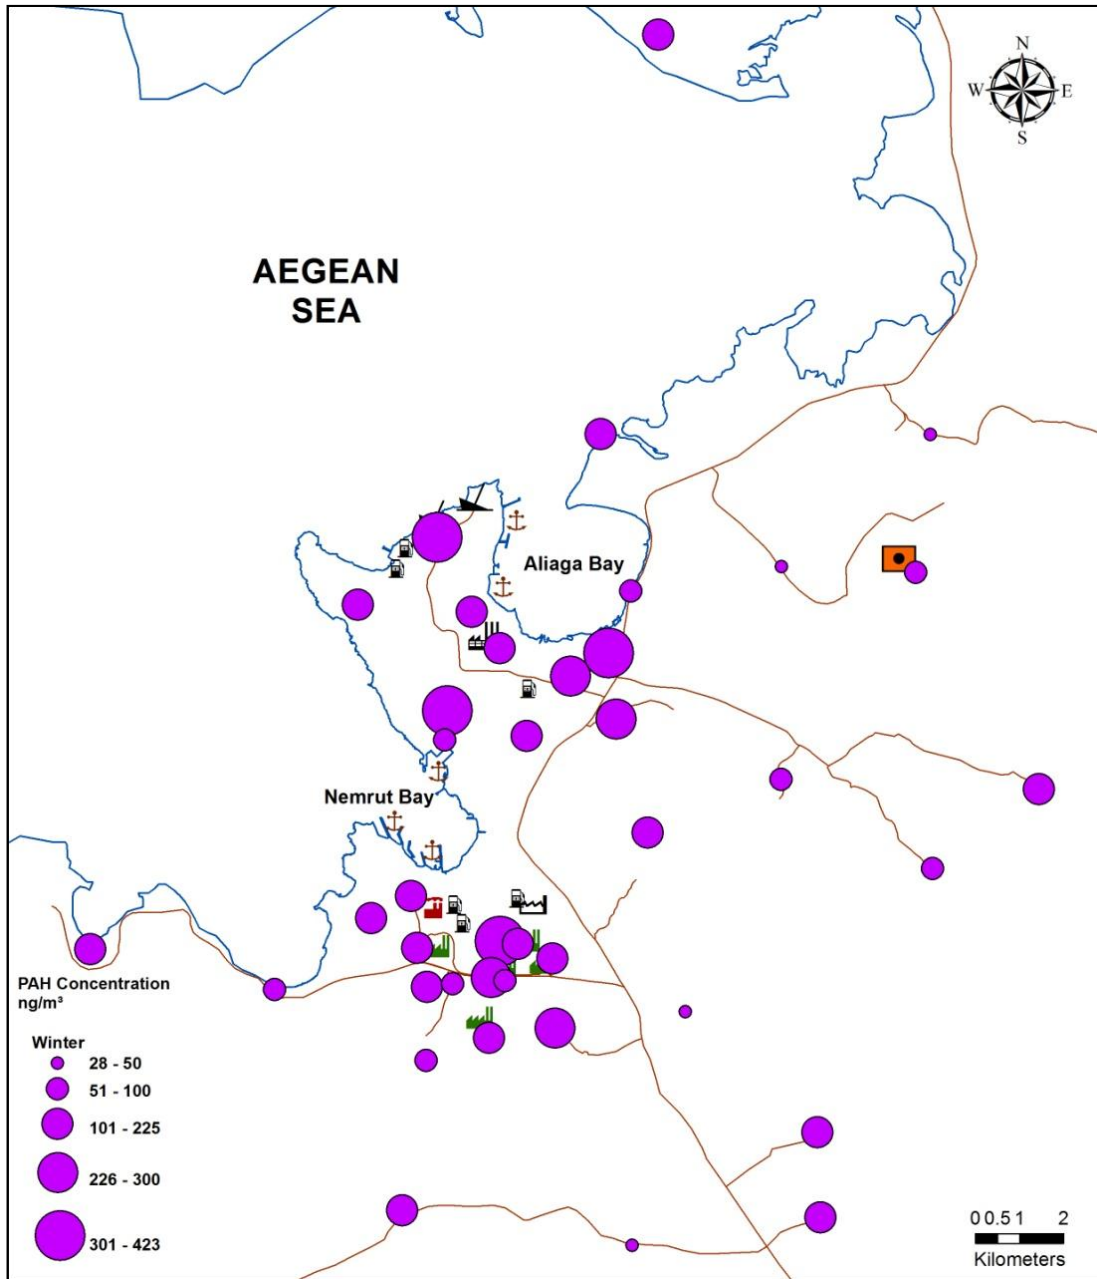 N
W E
S
AEGEAN
SEA
Aliaga Bay
Nemrut Bay
PAH Concentration
ng/m³
Winter
28 - 50
51 - 100
101 - 225
226 - 300
301 - 423
0 0.5 1 2
Kilometers